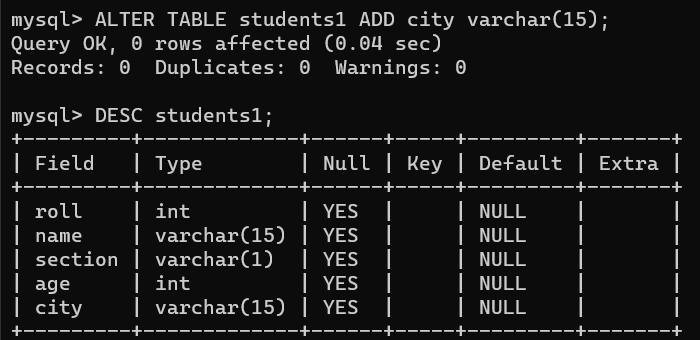 mysql> ALTER TABLE students1 ADD city varchar(15);
Query OK, 0 rows affected (0.04 sec)
Records: 0  Duplicates: 0  Warnings: 0

mysql> DESC students1;
+---------+-------------+------+-----+---------+-------+
| Field   | Type        | Null | Key | Default | Extra |
+---------+-------------+------+-----+---------+-------+
| roll    | int         | YES  |     | NULL    |       |
| name    | varchar(15) | YES  |     | NULL    |       |
| section | varchar(1)  | YES  |     | NULL    |       |
| age     | int         | YES  |     | NULL    |       |
| city    | varchar(15) | YES  |     | NULL    |       |
+---------+-------------+------+-----+---------+-------+